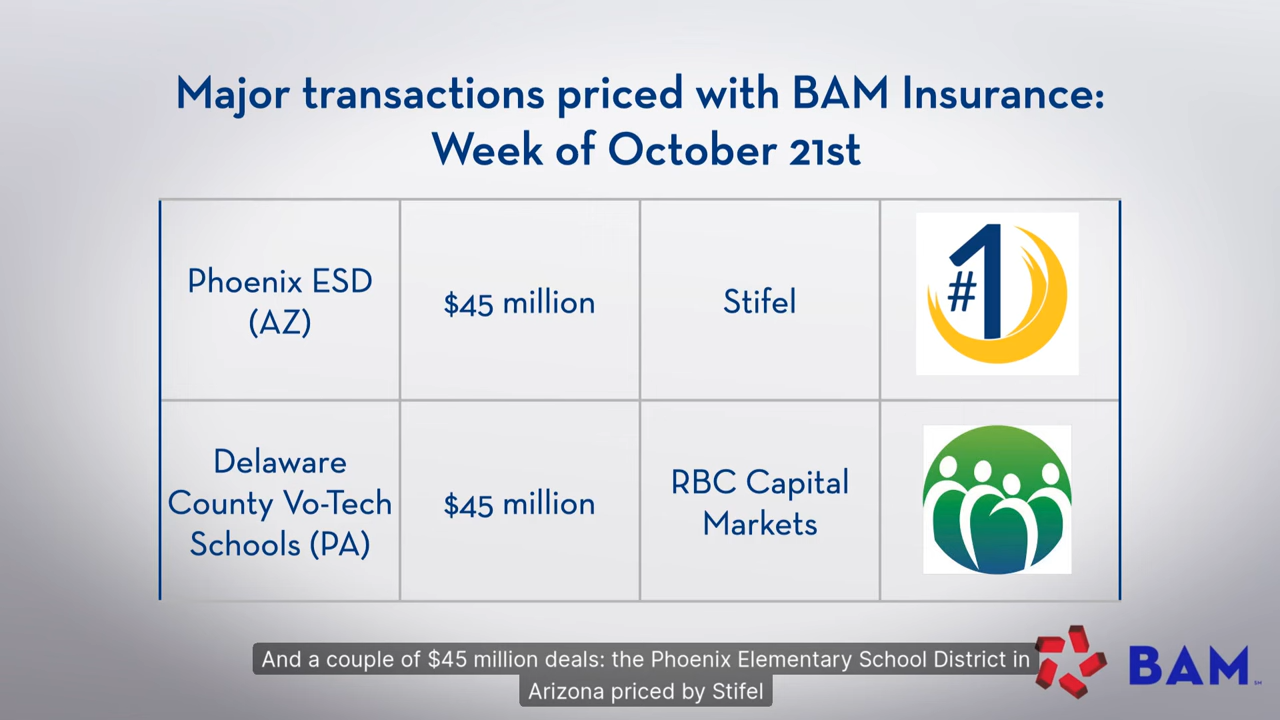 Major transactions priced with BAM Insurance:
Week of October 21st
Phoenix ESD
(AZ)
$45 million
Stifel
#1
Delaware
County Vo-Tech
Schools (PA)
$45 million
RBC Capital
Markets
And a couple of $45 million deals: the Phoenix Elementary School District in
Arizona priced by Stifel
BAM